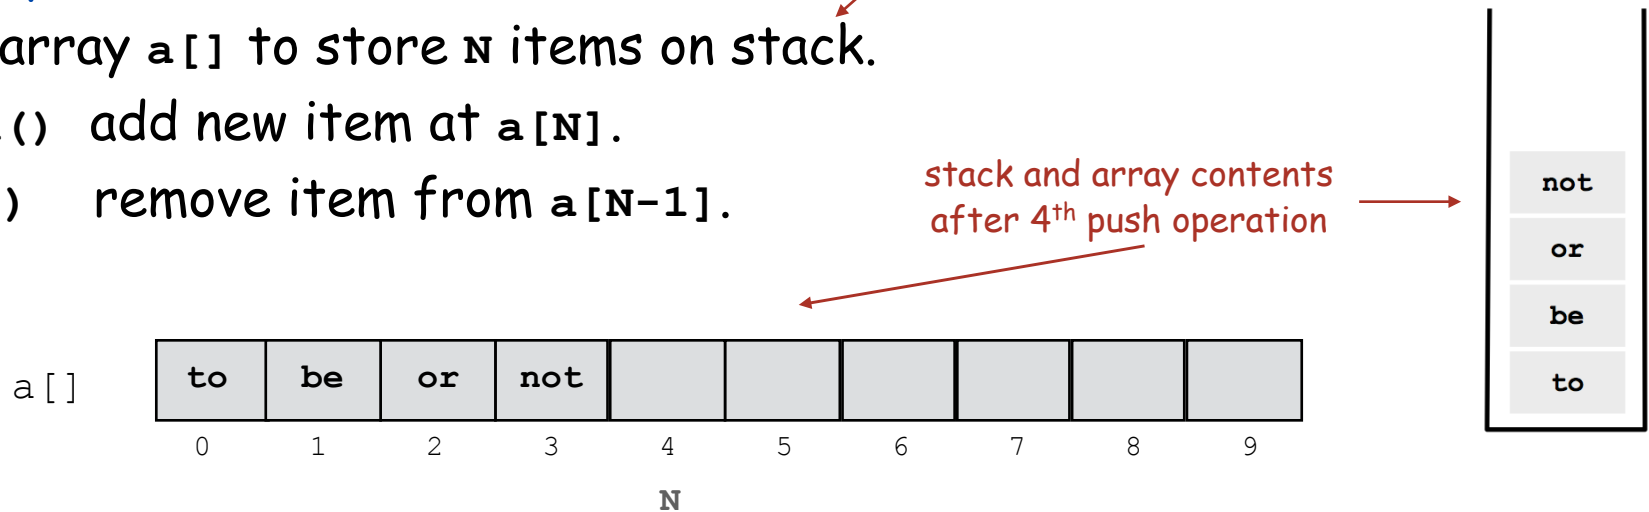 array a[] to store N items on stack.
() add new item at a[N].
) remove item from a[N-1].
stack and array contents
after 4th push operation
not
or
be
to
a[] to be or not
0 1 2 3 4 5 6 7 8 9
N